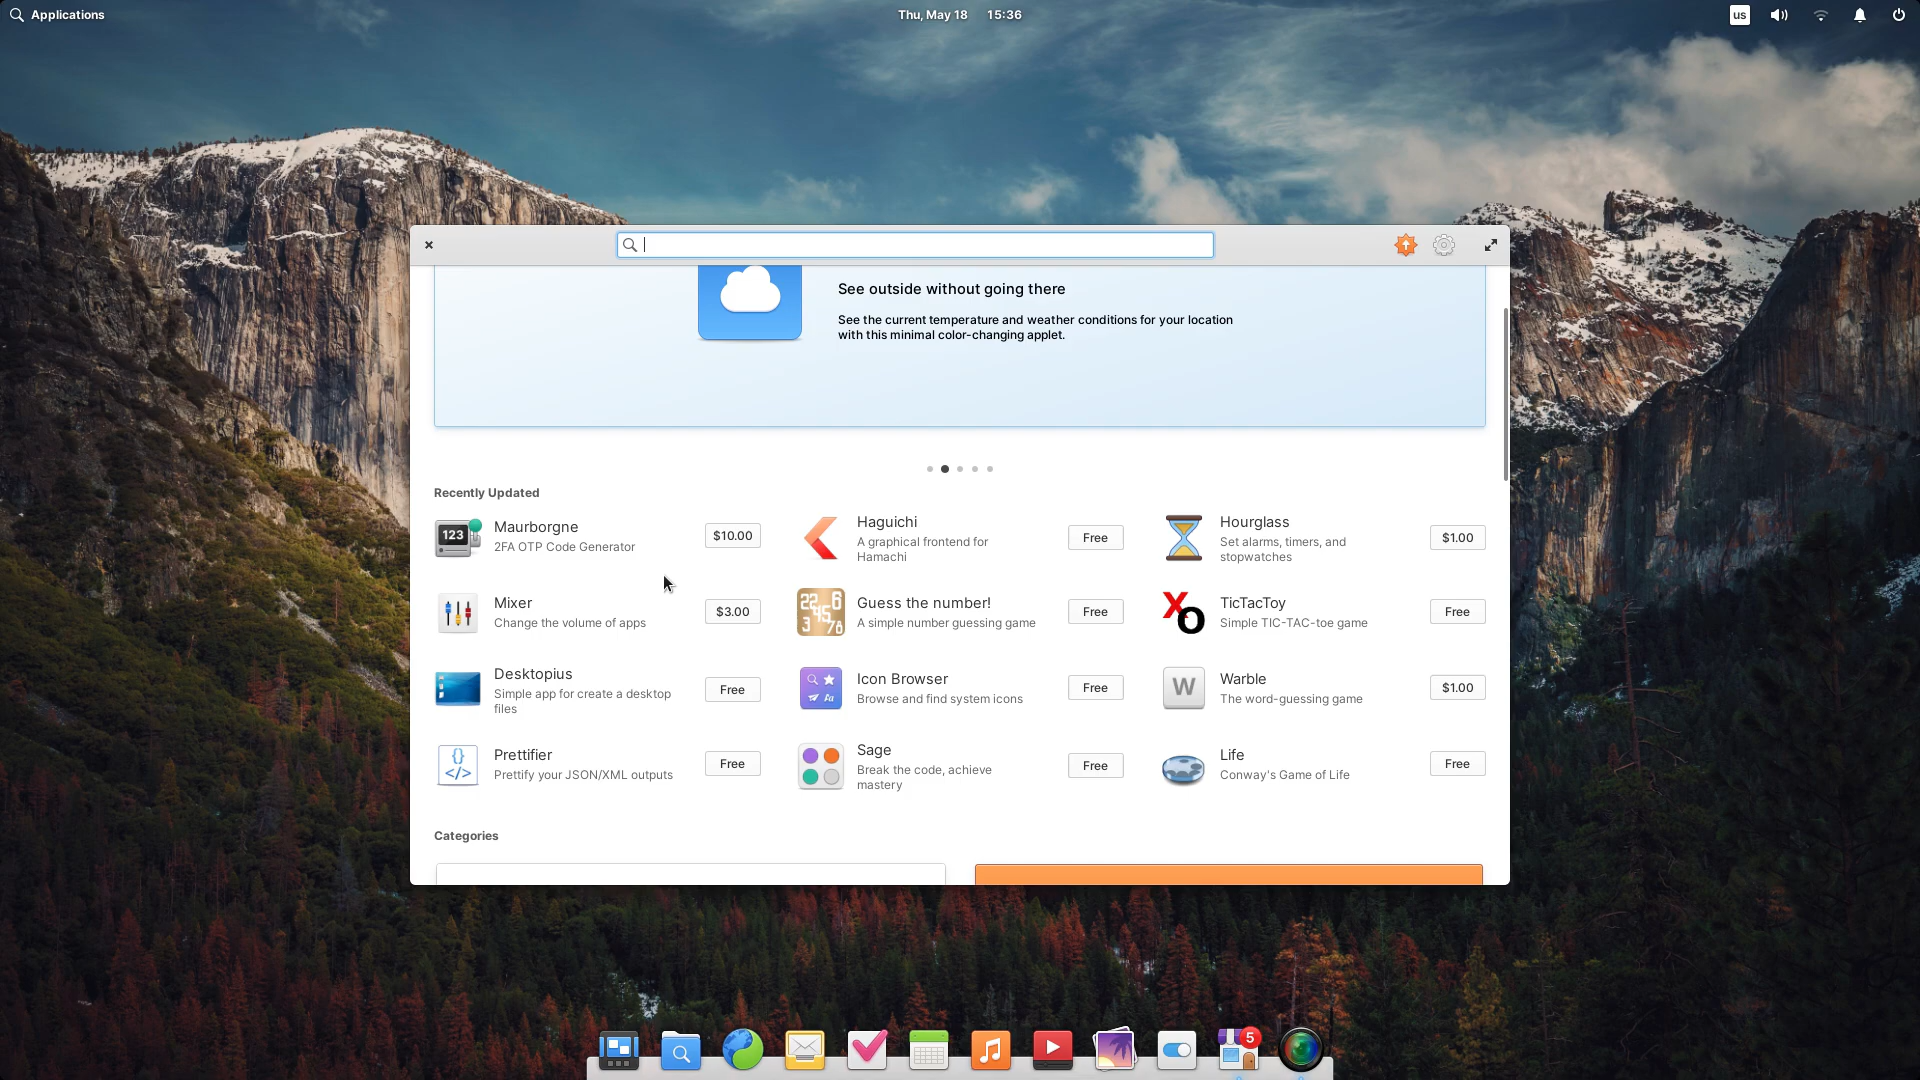 Applications
Thu, May 18 15:36
us
See outside without going there
See the current temperature and weather conditions for your location
with this minimal color-changing applet.
Recently Updated
123
Maurborgne
2FA OTP Code Generator
$10.00
Haguichi
A graphical frontend for
Hamachi
Free
Hourglass
Set alarms, timers, and
stopwatches
$1.00
Mixer
Change the volume of apps
$3.00
Guess the number!
A simple number guessing game
Free
XO
TicTacToy
Simple TIC-TAC-toe game
Free
Desktopius
Simple app for create a desktop
files
Free
Aa
Icon Browser
Browse and find system icons
Free
W
Warble
The word-guessing game
$1.00
{}
</>
Prettifier
Prettify your JSON/XML outputs
Free
Sage
Break the code, achieve
mastery
Free
Life
Conway's Game of Life
Free
Categories
5